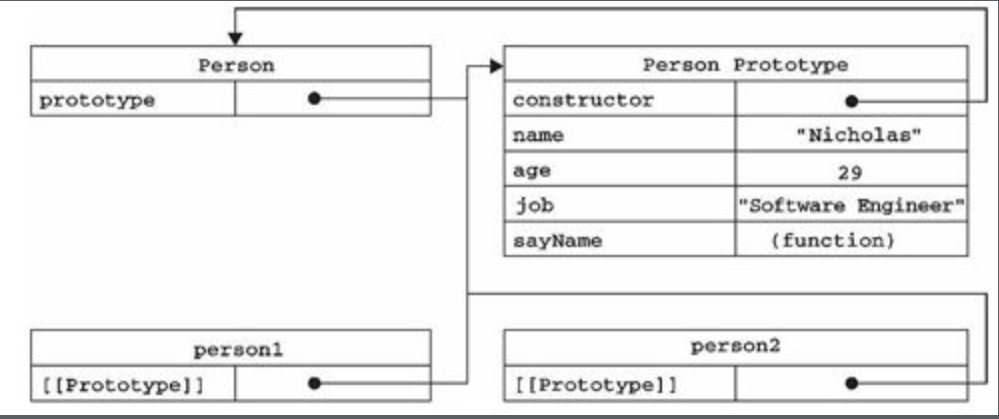 Person
prototype
Person Prototype
constructor
name "Nicholas"
age 29
job "Software Engineer"
sayName (function)
person1
[[Prototype]]
person2
[[Prototype]]